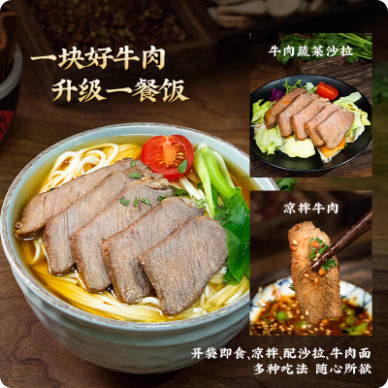 一块好牛肉
升级一餐饭
牛肉蔬菜沙拉
凉拌牛肉
开袋即食、凉拌、配沙拉、牛肉面
多种吃法 随心所欲